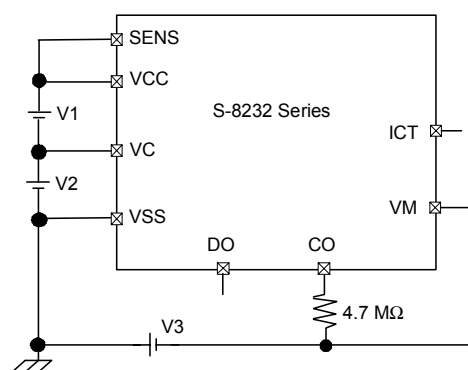 SENS
VCC
S-8232 Series
V1
ICT
VC
V2
VM
VSS
DO
CO
4.7 MΩ
V3